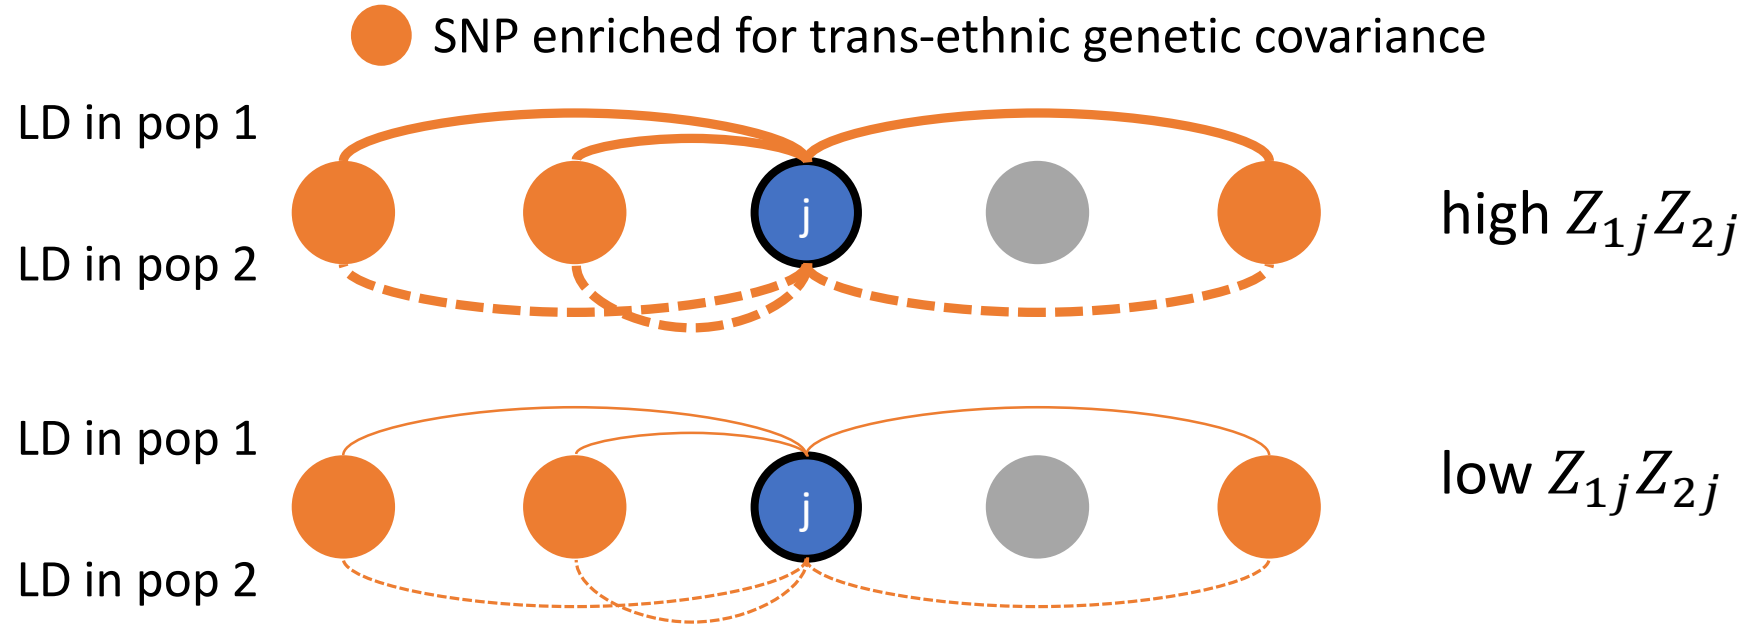 SNP enriched for trans-ethnic genetic covariance
LD in pop 1
j
high Z₁ⱼZ₂ⱼ
LD in pop 2
LD in pop 1
j
low Z₁ⱼZ₂ⱼ
LD in pop 2